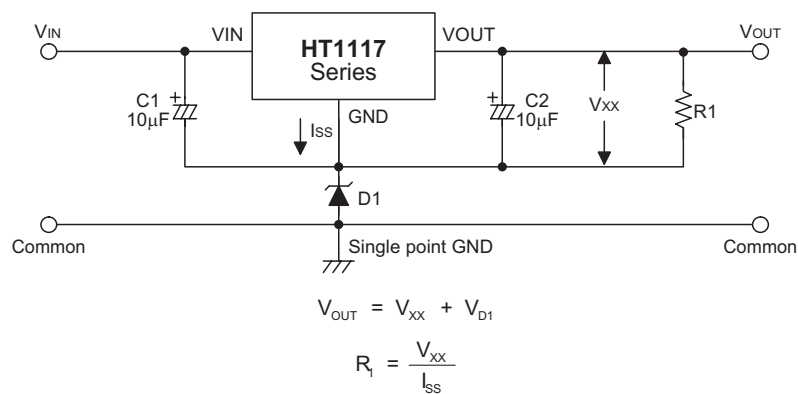 VIN
VIN
HT1117
Series
VOUT
VOUT
C1
10μF
+
GND
ISS
C2
10μF
+
VXX
R1
D1
Common
Single point GND
Common
VOUT = VXX + VD1
R1 = VXX / ISS